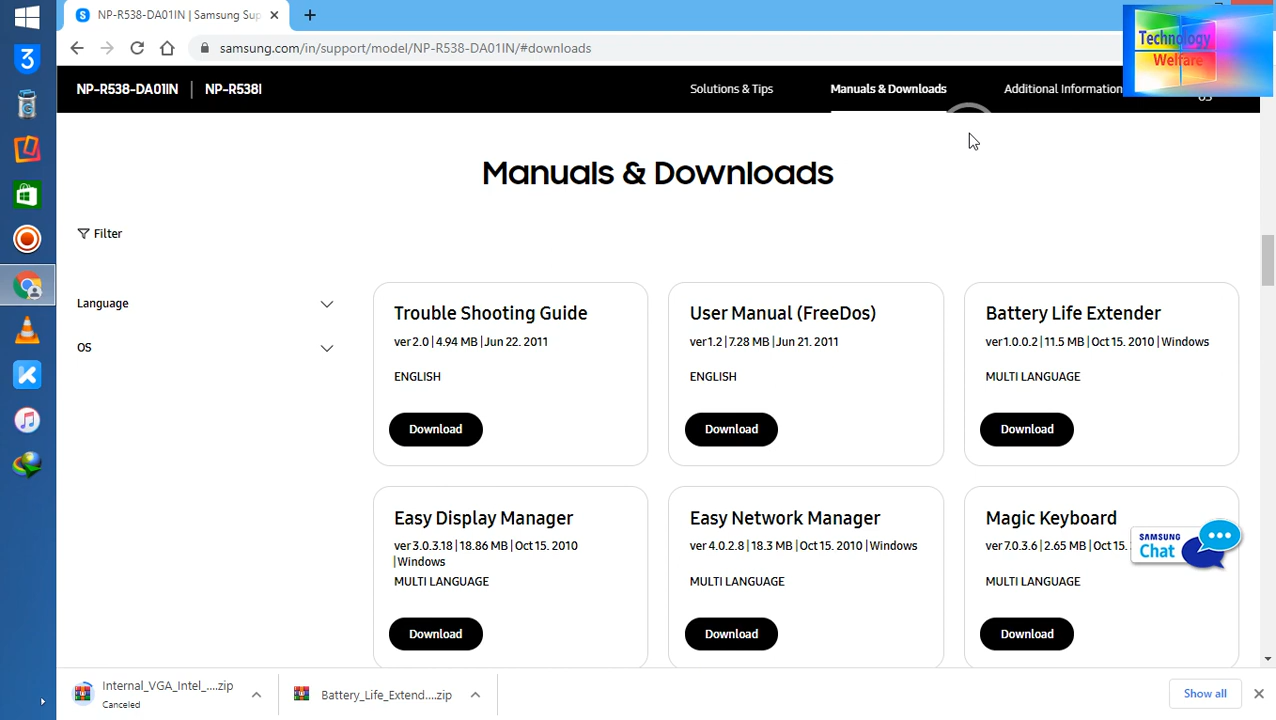 NP-R538-DA01IN | Samsung Sup
samsung.com/in/support/model/NP-R538-DA01IN/#downloads
Technology
Welfare
NP-R538-DA01IN | NP-R538I
Solutions & Tips
Manuals & Downloads
Additional Information
Manuals & Downloads
Filter
Language
OS
Trouble Shooting Guide
ver 2.0 | 4.94 MB | Jun 22. 2011
ENGLISH
Download
User Manual (FreeDos)
ver 1.2 | 7.28 MB | Jun 21. 2011
ENGLISH
Download
Battery Life Extender
ver 1.0.0.2 | 11.5 MB | Oct 15. 2010 | Windows
MULTI LANGUAGE
Download
Easy Display Manager
ver 3.0.3.18 | 18.86 MB | Oct 15. 2010
| Windows
MULTI LANGUAGE
Download
Easy Network Manager
ver 4.0.2.8 | 18.3 MB | Oct 15. 2010 | Windows
MULTI LANGUAGE
Download
Magic Keyboard
ver 7.0.3.6 | 2.65 MB | Oct 15.
MULTI LANGUAGE
Download
SAMSUNG
Chat
Internal_VGA_Intel_....zip
Canceled
Battery_Life_Extend....zip
Show all